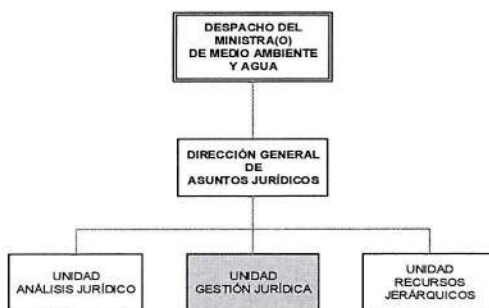 DESPACHO DEL
MINISTRA(O)
DE MEDIO AMBIENTE
Y AGUA
DIRECCIÓN GENERAL
DE
ASUNTOS JURÍDICOS
UNIDAD
ANÁLISIS JURÍDICO
UNIDAD
GESTIÓN JURÍDICA
UNIDAD
RECURSOS
JERÁRQUICOS